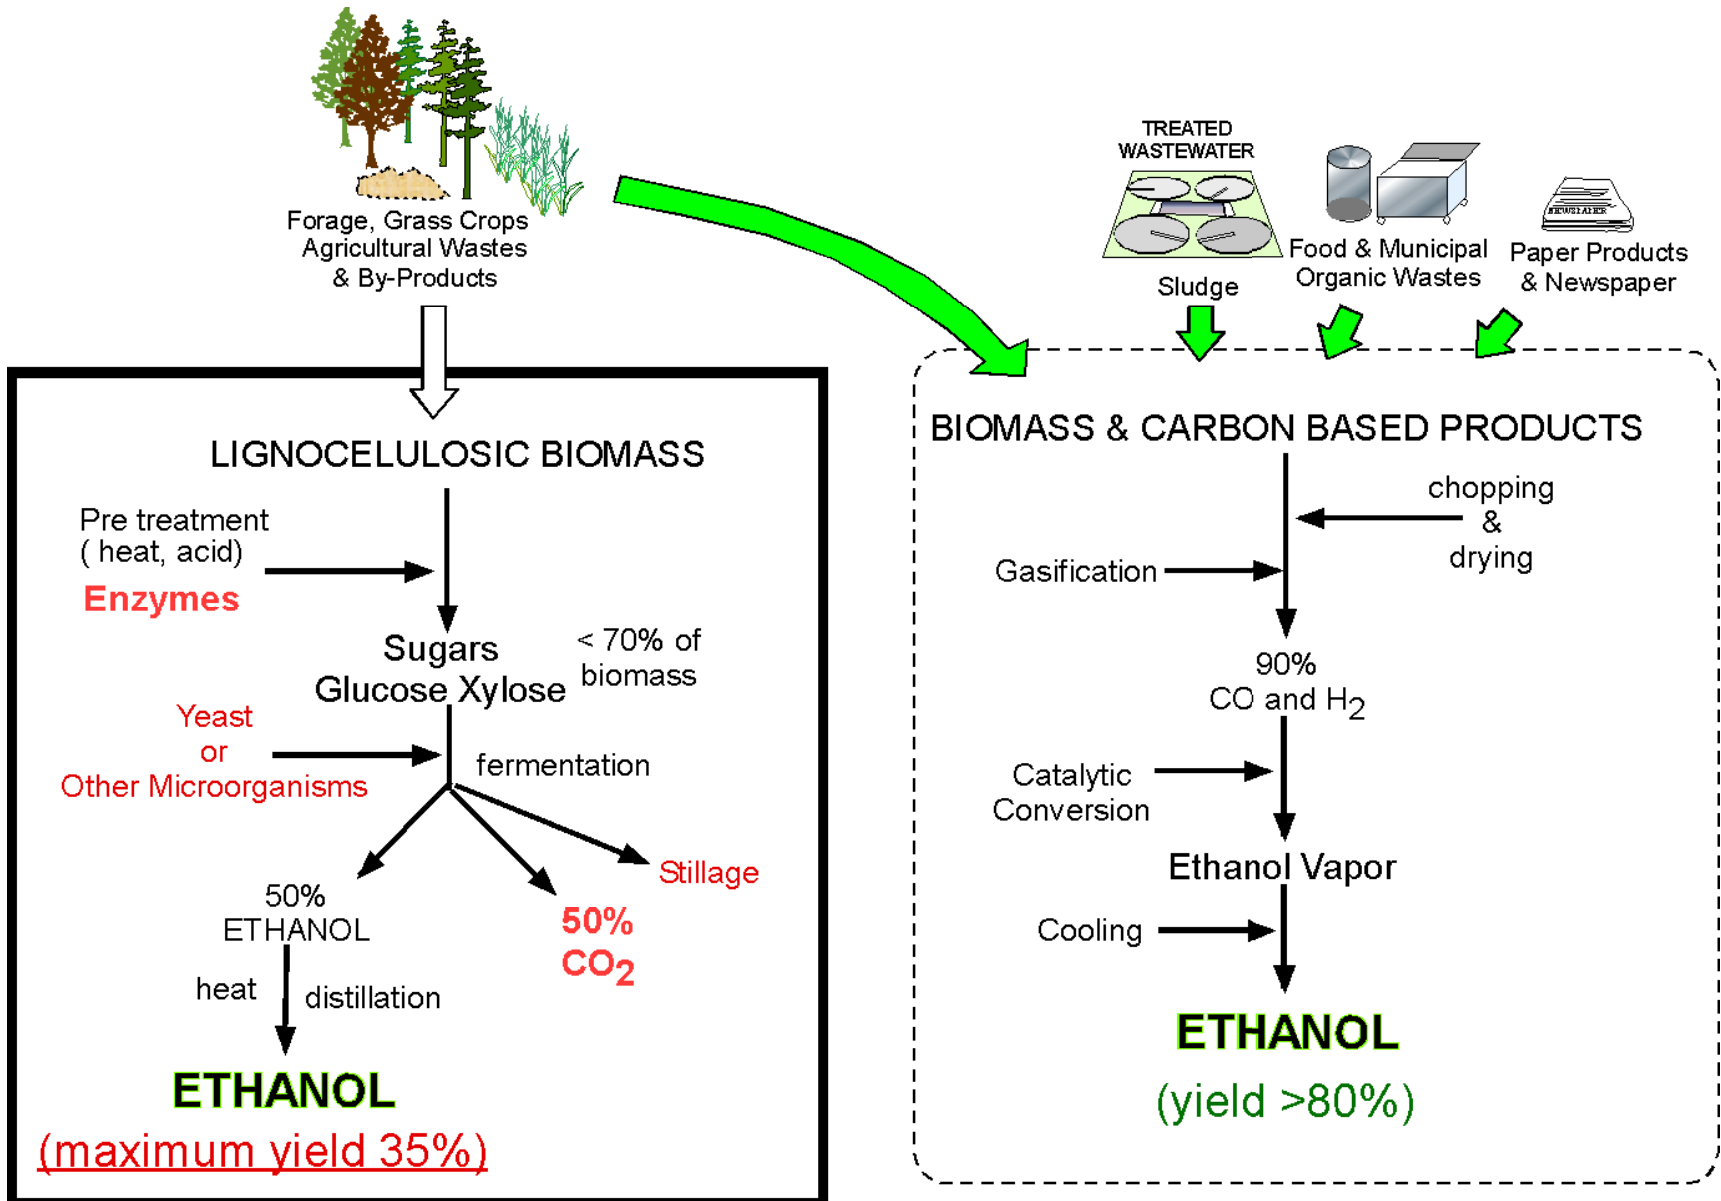 Forage, Grass Crops
Agricultural Wastes
& By-Products
TREATED
WASTEWATER
Sludge
Food & Municipal
Organic Wastes
NEWSPAPER
Paper Products
& Newspaper
LIGNOCELULOSIC BIOMASS
Pre treatment
( heat, acid)
Enzymes
Sugars
Glucose Xylose
< 70% of
biomass
Yeast
or
Other Microorganisms
fermentation
Stillage
50%
ETHANOL
50%
CO2
heat
distillation
ETHANOL
(maximum yield 35%)
BIOMASS & CARBON BASED PRODUCTS
chopping
&
drying
Gasification
90%
CO and H2
Catalytic
Conversion
Ethanol Vapor
Cooling
ETHANOL
(yield >80%)